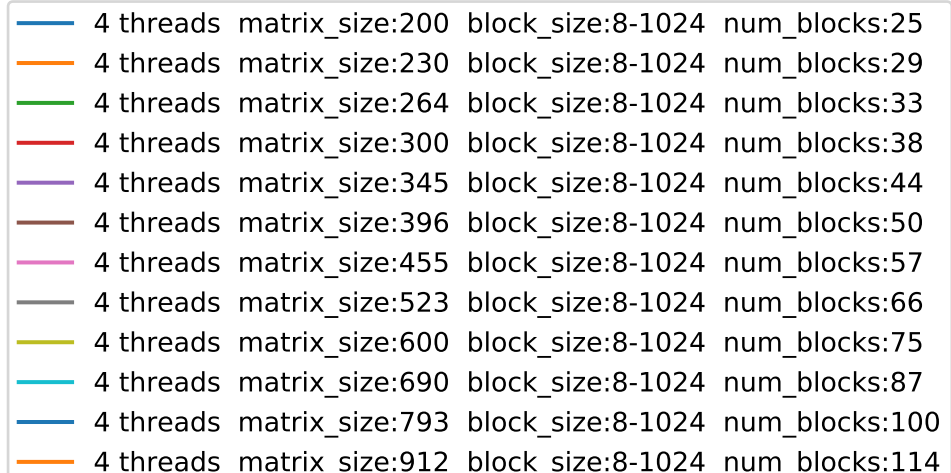 4 threads matrix_size:200 block_size:8-1024 num_blocks:25
4 threads matrix_size:230 block_size:8-1024 num_blocks:29
4 threads matrix_size:264 block_size:8-1024 num_blocks:33
4 threads matrix_size:300 block_size:8-1024 num_blocks:38
4 threads matrix_size:345 block_size:8-1024 num_blocks:44
4 threads matrix_size:396 block_size:8-1024 num_blocks:50
4 threads matrix_size:455 block_size:8-1024 num_blocks:57
4 threads matrix_size:523 block_size:8-1024 num_blocks:66
4 threads matrix_size:600 block_size:8-1024 num_blocks:75
4 threads matrix_size:690 block_size:8-1024 num_blocks:87
4 threads matrix_size:793 block_size:8-1024 num_blocks:100
4 threads matrix_size:912 block_size:8-1024 num_blocks:114